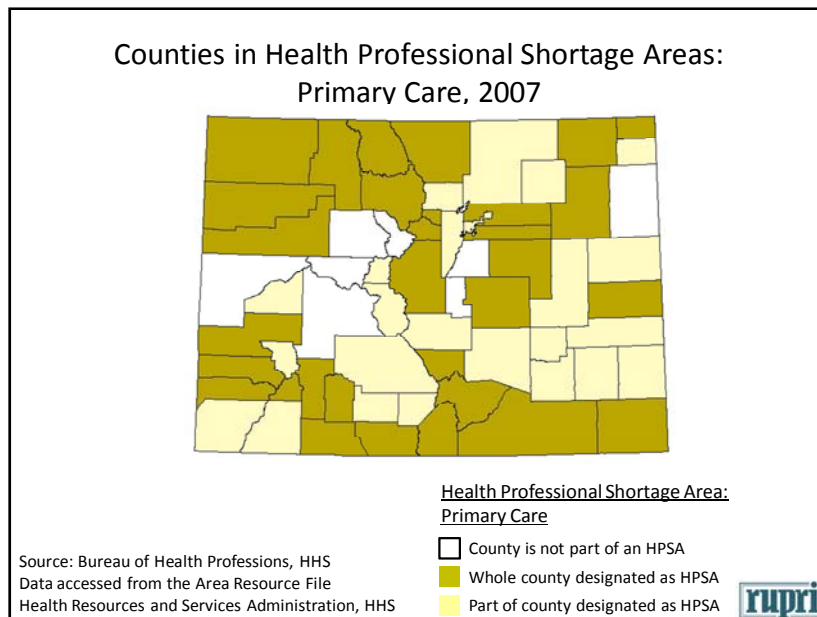 Counties in Health Professional Shortage Areas:
Primary Care, 2007
Health Professional Shortage Area:
Primary Care
County is not part of an HPSA
Whole county designated as HPSA
Part of county designated as HPSA
Source: Bureau of Health Professions, HHS
Data accessed from the Area Resource File
Health Resources and Services Administration, HHS
rupri